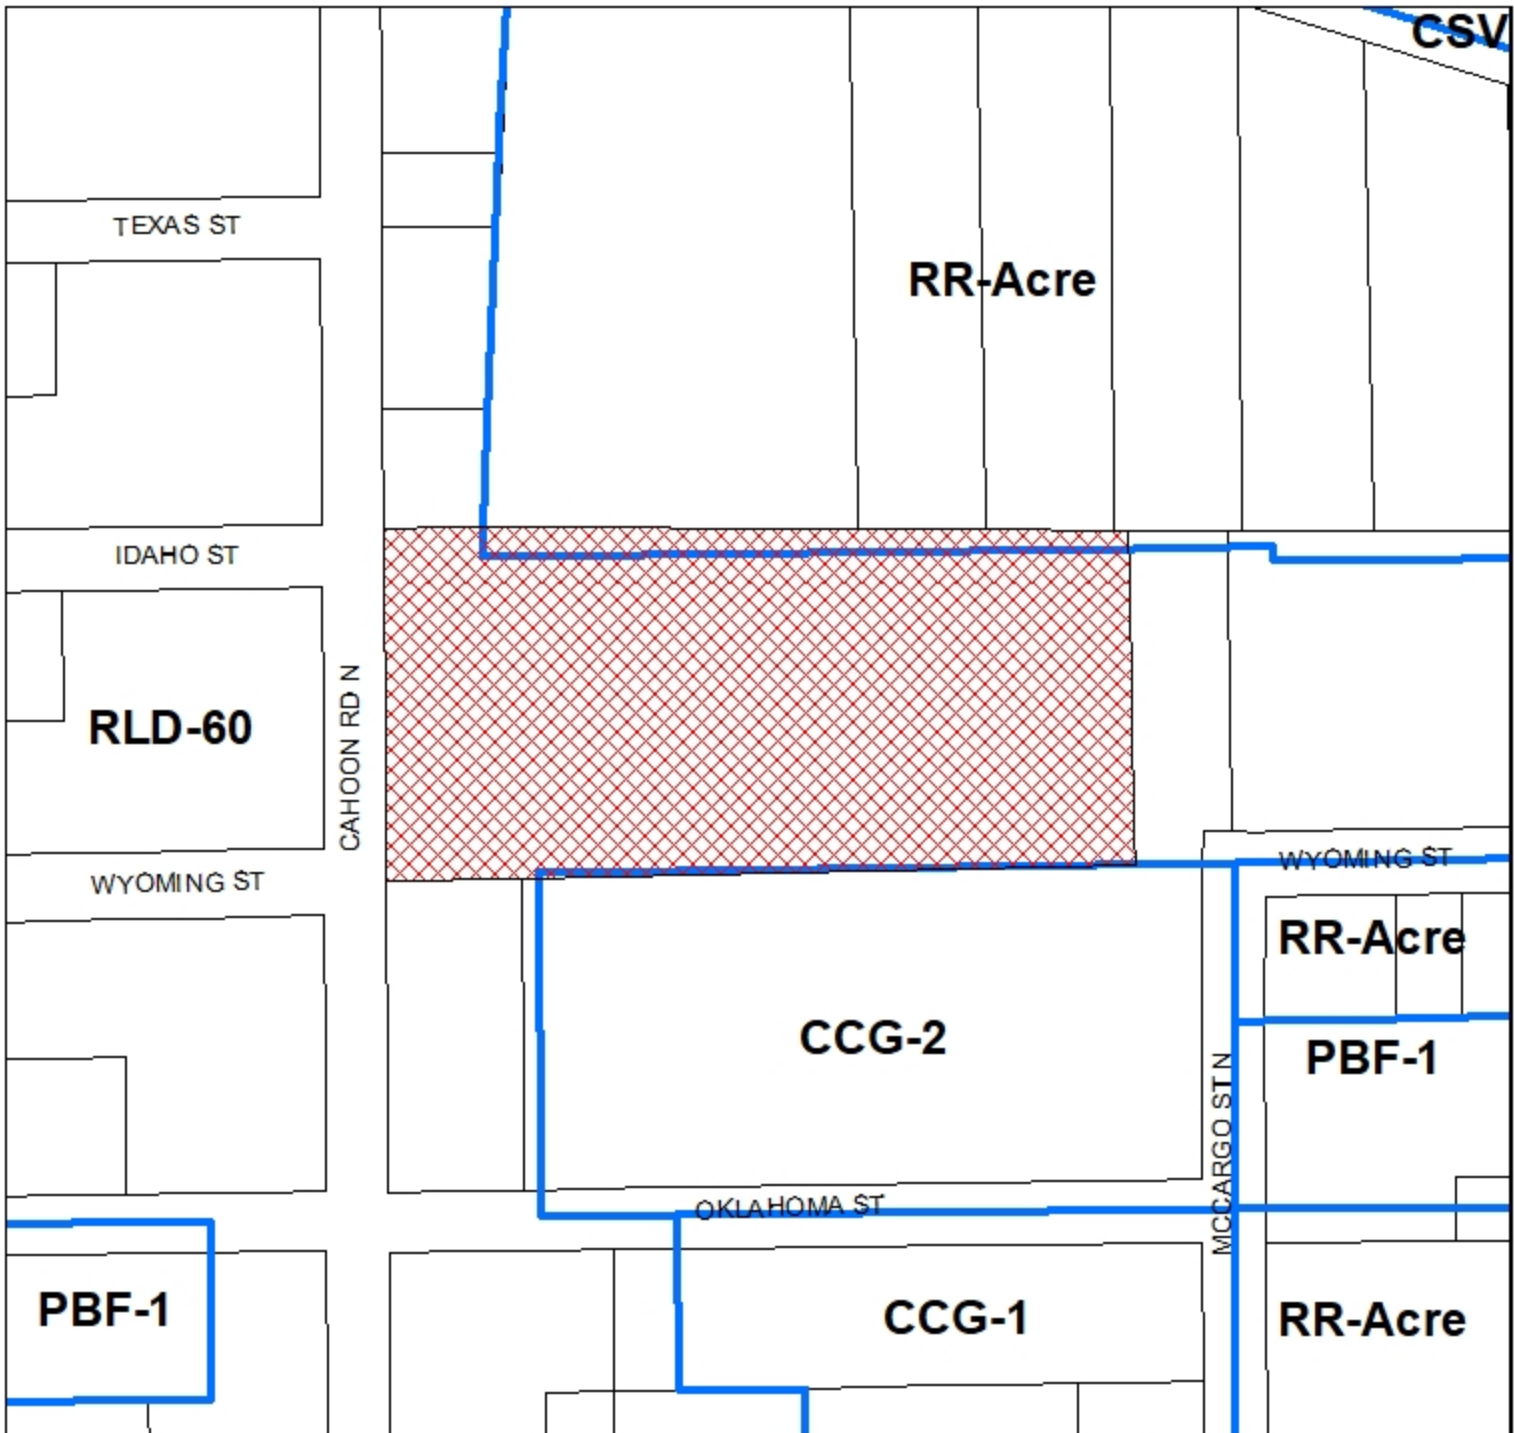 CSV
TEXAS ST
RR-Acre
IDAHO ST
RLD-60
CAHOON RD N
WYOMING ST
WYOMING ST
RR-Acre
CCG-2
PBF-1
MCCARGO ST N
OKLAHOMA ST
PBF-1
CCG-1
RR-Acre